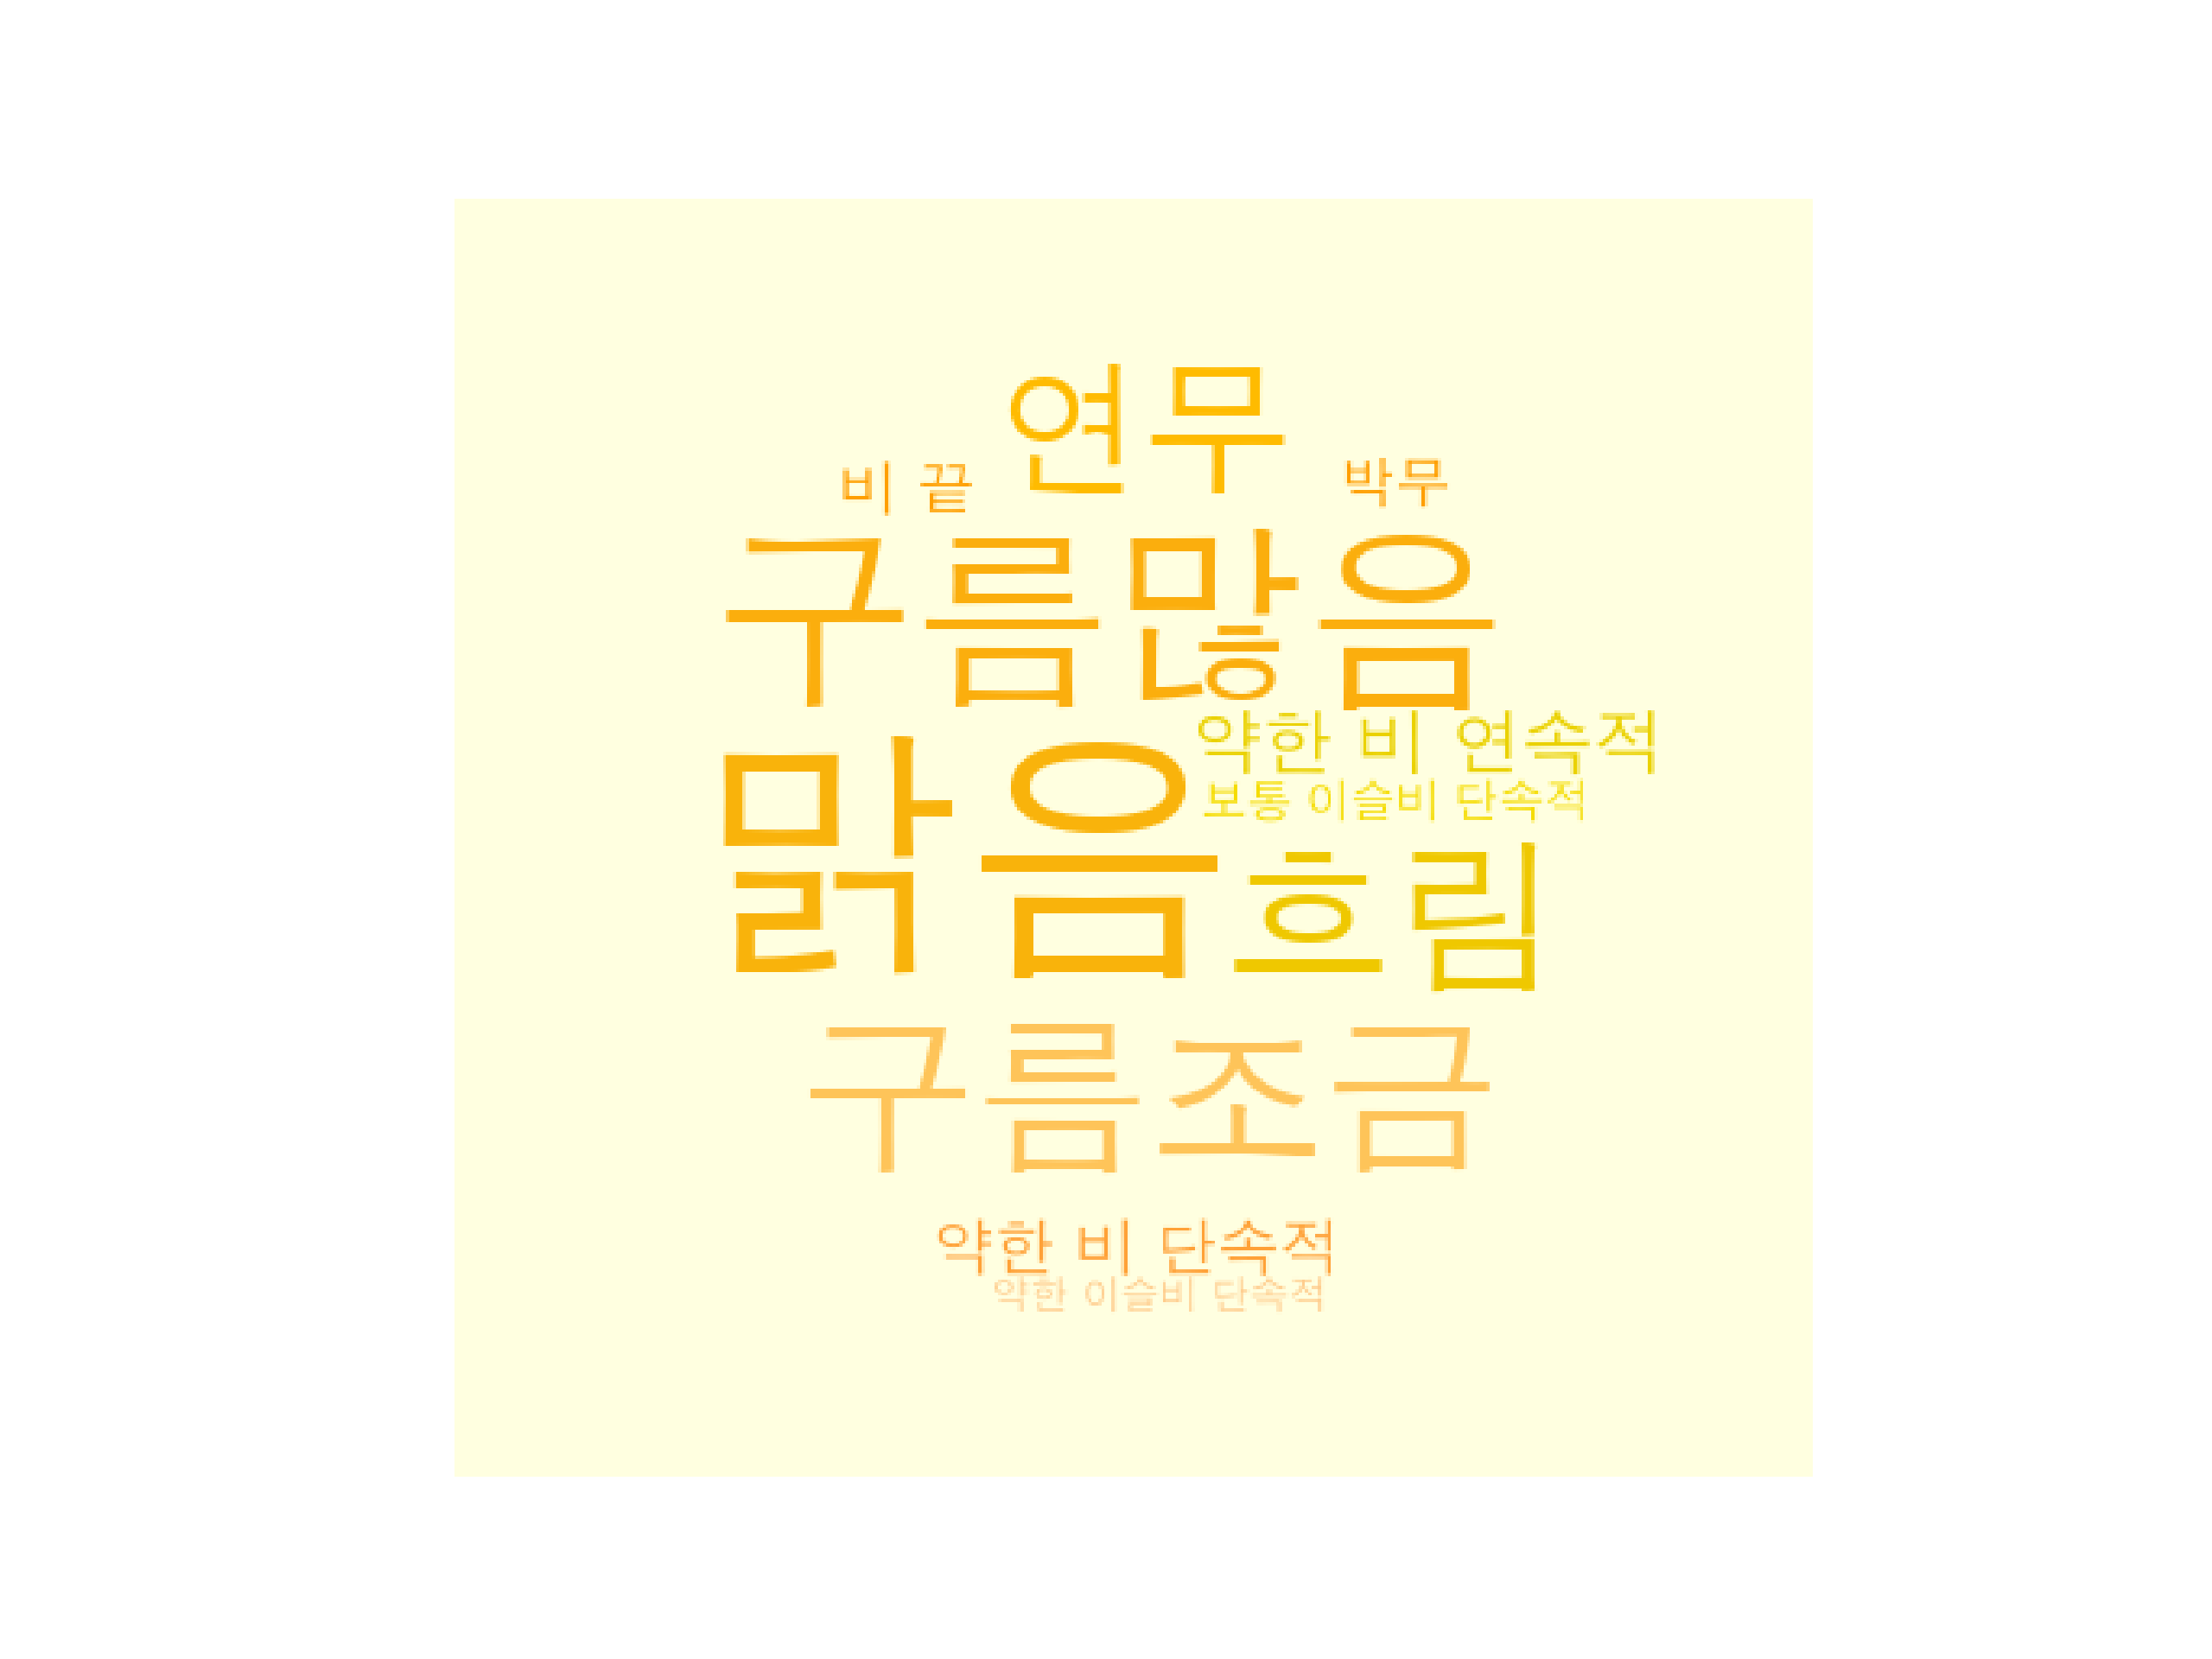 연무
비 끝
박무
구름많음
약한 비 연속적
보통 이슬비 단속적
맑음
흐림
구름조금
약한 비 단속적
약한 이슬비 단속적